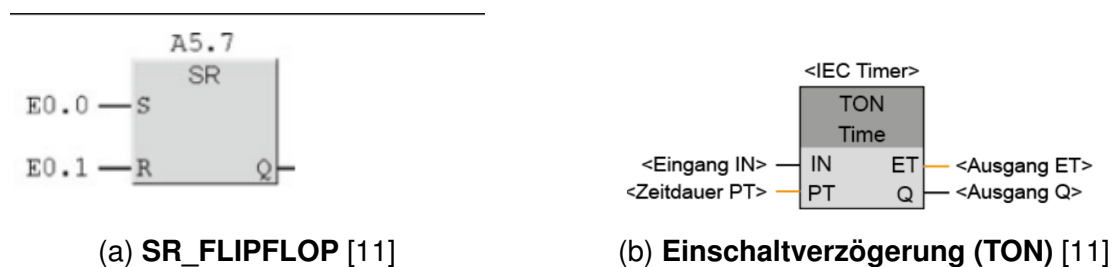 A5.7
SR
E0.0
S
E0.1
R
Q
(a) SR_FLIPFLOP [11]
<IEC Timer>
TON
Time
<Eingang IN>
IN
ET
<Ausgang ET>
<Zeitdauer PT>
PT
Q
<Ausgang Q>
(b) Einschaltverzögerung (TON) [11]